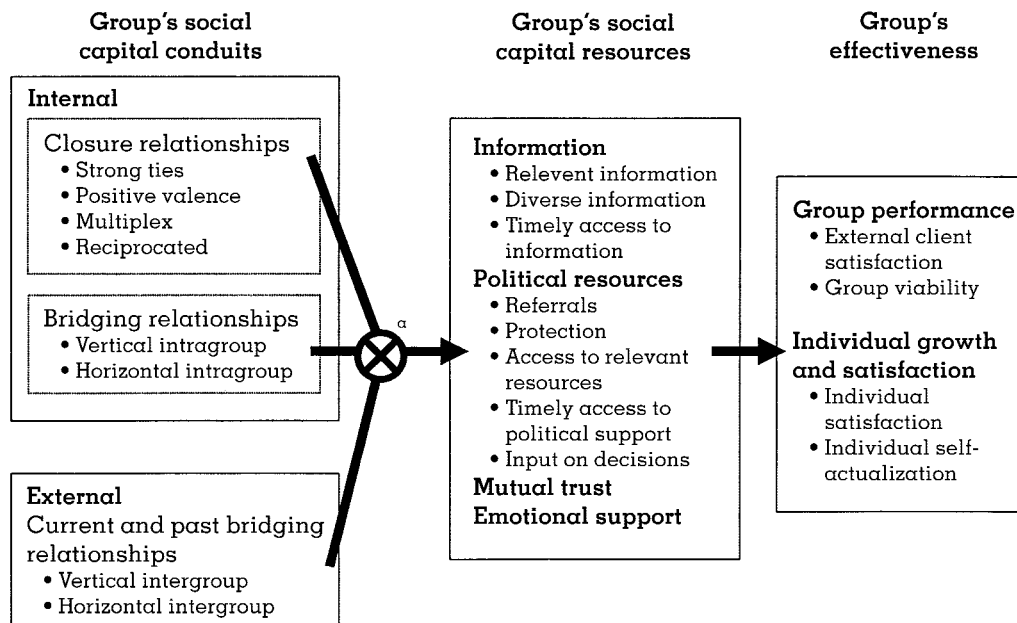 Group's social
capital conduits
Internal
Closure relationships
• Strong ties
• Positive valence
• Multiplex
• Reciprocated
Bridging relationships
• Vertical intragroup
• Horizontal intragroup
External
Current and past bridging
relationships
• Vertical intergroup
• Horizontal intergroup
α
Group's social
capital resources
Information
• Relevent information
• Diverse information
• Timely access to
information
Political resources
• Referrals
• Protection
• Access to relevant
resources
• Timely access to
political support
• Input on decisions
Mutual trust
Emotional support
Group's
effectiveness
Group performance
• External client
satisfaction
• Group viability
Individual growth
and satisfaction
• Individual
satisfaction
• Individual self-
actualization